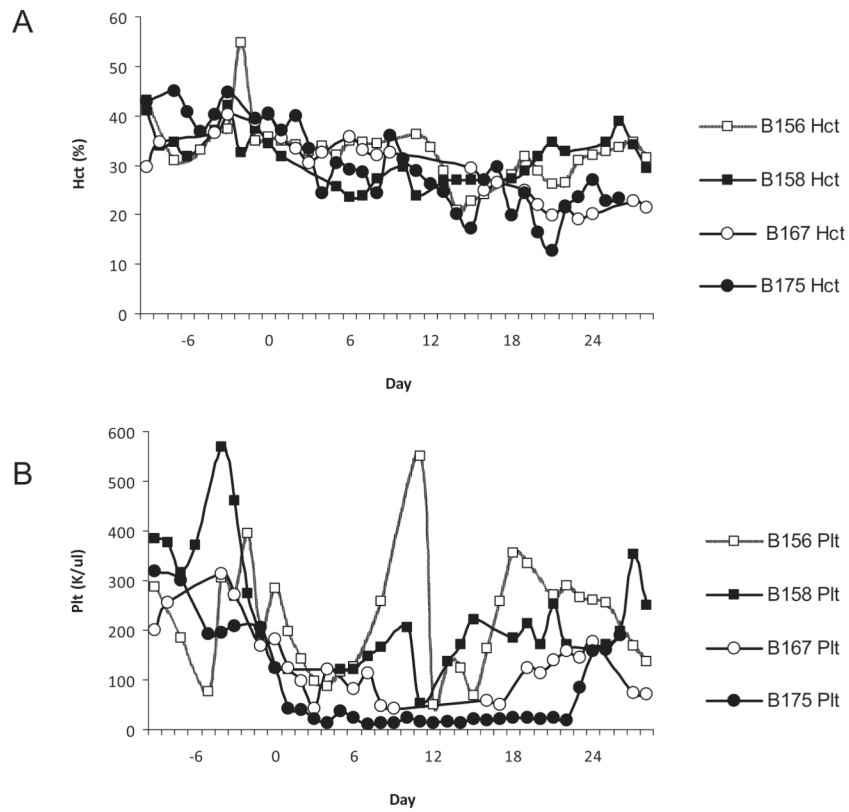 A
60
50
40
30
20
10
0
Hct (%)
-6 0 6 12 18 24
Day
B156 Hct
B158 Hct
B167 Hct
B175 Hct
B
600
500
400
300
200
100
0
Plt (K/ul)
-6 0 6 12 18 24
Day
B156 Plt
B158 Plt
B167 Plt
B175 Plt